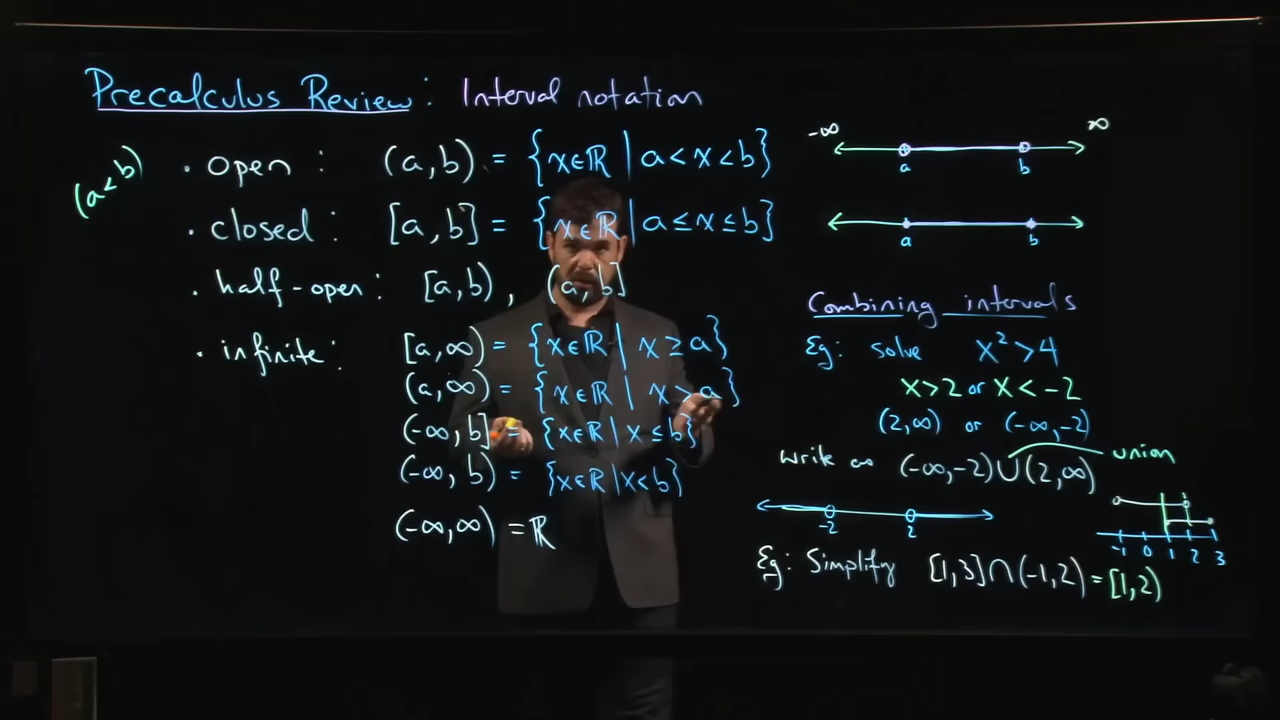 Precalculus Review: Interval notation
(a<b)
• open: (a,b) = {x∈ℝ | a<x<b}
• closed: [a,b] = {x∈ℝ | a≤x≤b}
• half-open: [a,b), (a,b]
• infinite: [a,∞) = {x∈ℝ | x≥a}
(a,∞) = {x∈ℝ | x>a}
(-∞,b] = {x∈ℝ | x≤b}
(-∞,b) = {x∈ℝ | x<b}
(-∞,∞) = ℝ
-∞ ∞
a b
a b
Combining intervals
Eg: solve x²>4
x>2 or x<-2
(2,∞) or (-∞,-2)
write as (-∞,-2)∪(2,∞) union
-2 2
-1 0 1 2 3
Eg: Simplify [1,3]∩(-1,2) = [1,2)